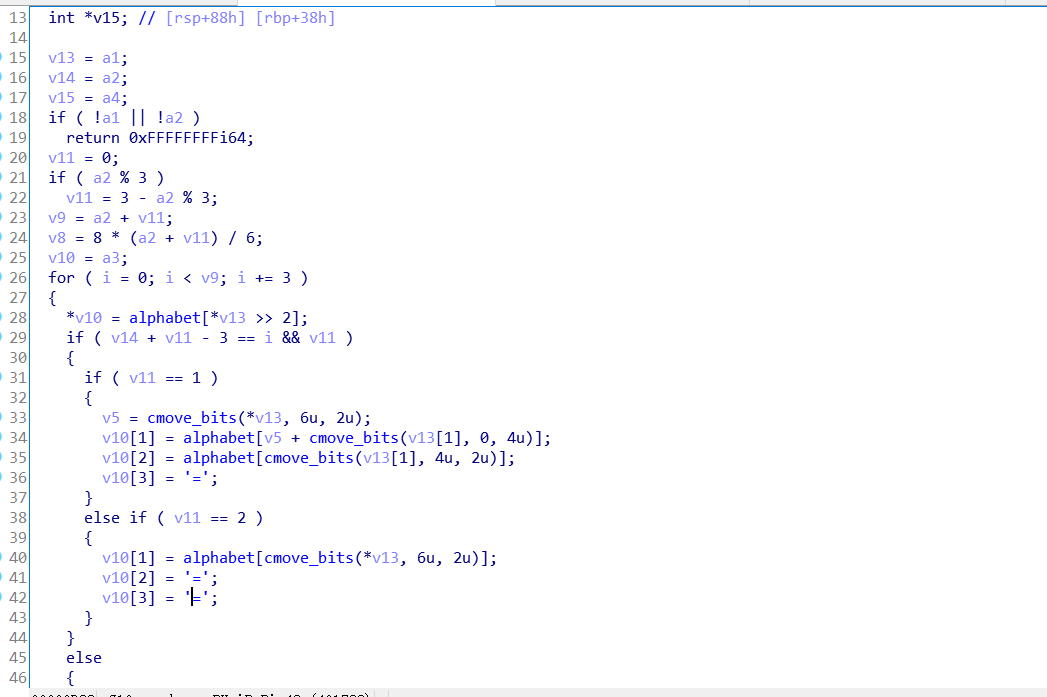 13 int *v15; // [rsp+88h] [rbp+38h]
14
15 v13 = a1;
16 v14 = a2;
17 v15 = a4;
18 if ( !a1 || !a2 )
19 return 0xFFFFFFFFi64;
20 v11 = 0;
21 if ( a2 % 3 )
22 v11 = 3 - a2 % 3;
23 v9 = a2 + v11;
24 v8 = 8 * (a2 + v11) / 6;
25 v10 = a3;
26 for ( i = 0; i < v9; i += 3 )
27 {
28 *v10 = alphabet[*v13 >> 2];
29 if ( v14 + v11 - 3 == i && v11 )
30 {
31 if ( v11 == 1 )
32 {
33 v5 = cmove_bits(*v13, 6u, 2u);
34 v10[1] = alphabet[v5 + cmove_bits(v13[1], 0, 4u)];
35 v10[2] = alphabet[cmove_bits(v13[1], 4u, 2u)];
36 v10[3] = '=';
37 }
38 else if ( v11 == 2 )
39 {
40 v10[1] = alphabet[cmove_bits(*v13, 6u, 2u)];
41 v10[2] = '=';
42 v10[3] = '=';
43 }
44 }
45 else
46 {